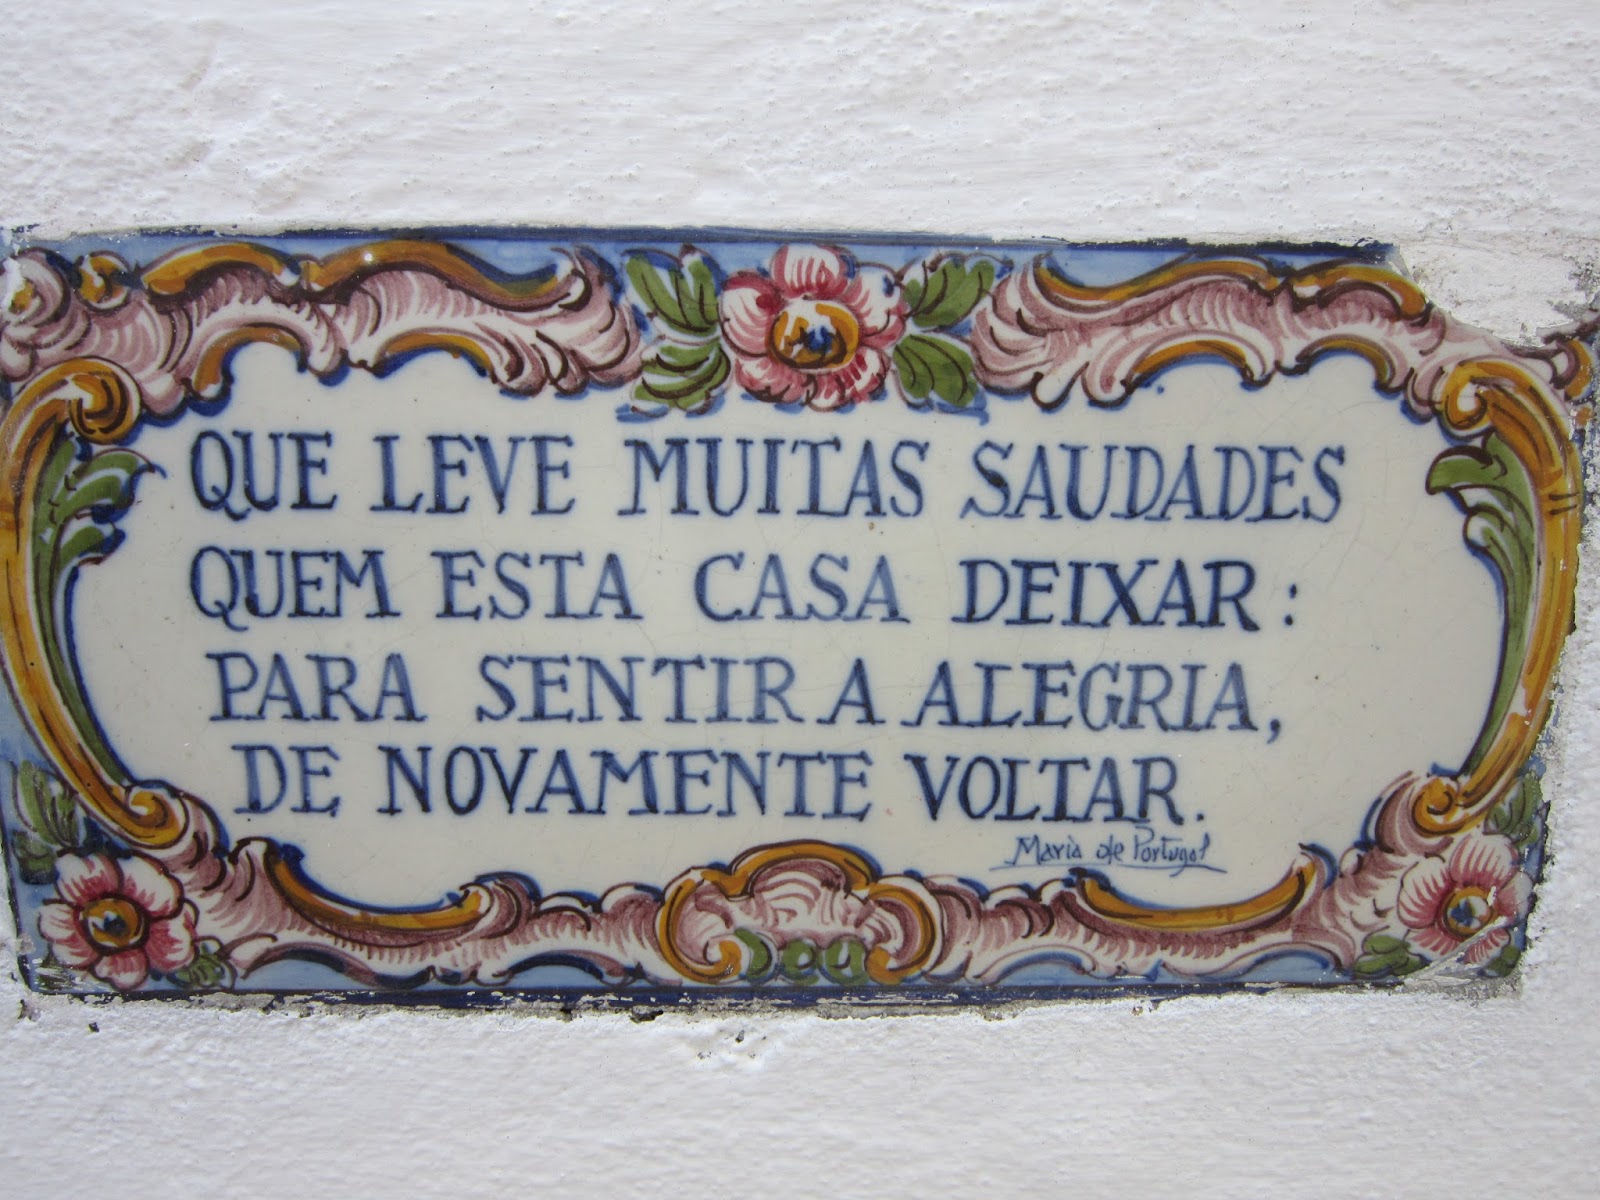 QUE LEVE MUITAS SAUDADES
QUEM ESTA CASA DEIXAR:
PARA SENTIR A ALEGRIA,
DE NOVAMENTE VOLTAR.
Maria de Portugal